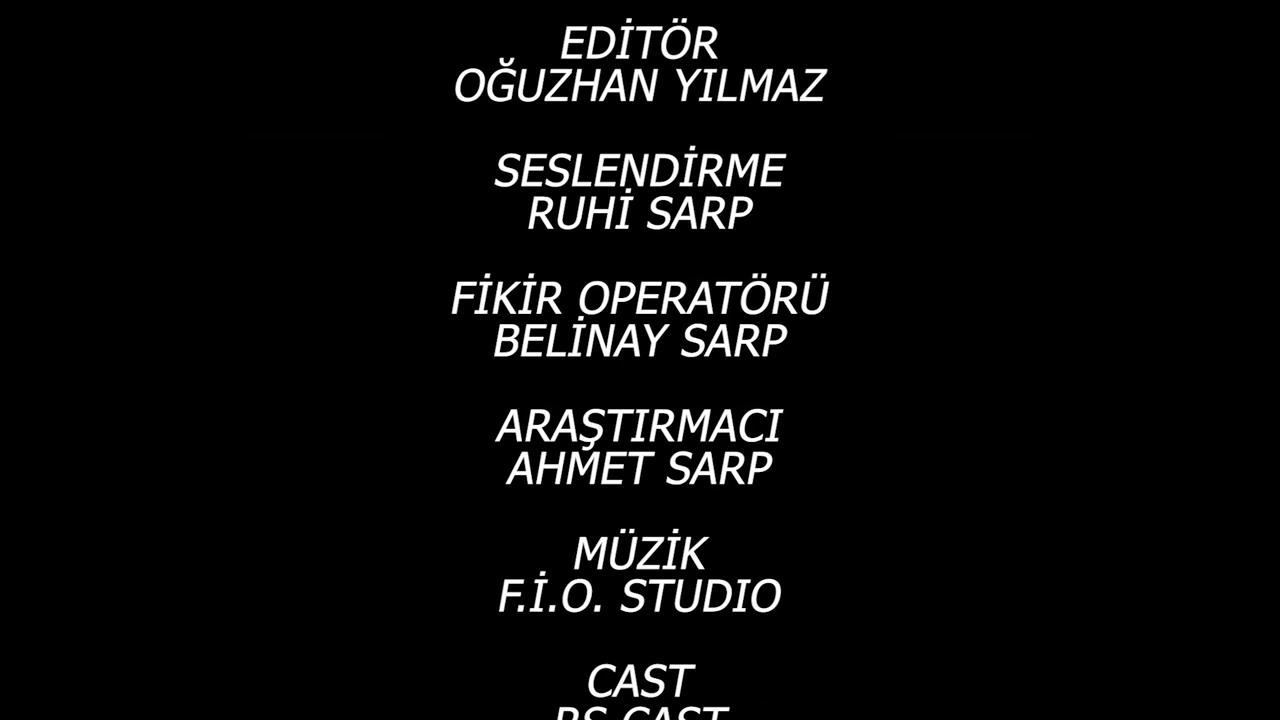 EDİTÖR
OĞUZHAN YILMAZ
SESLENDİRME
RUHİ SARP
FİKİR OPERATÖRÜ
BELİNAY SARP
ARAŞTIRMACI
AHMET SARP
MÜZİK
F.İ.O. STUDIO
CAST
CAST